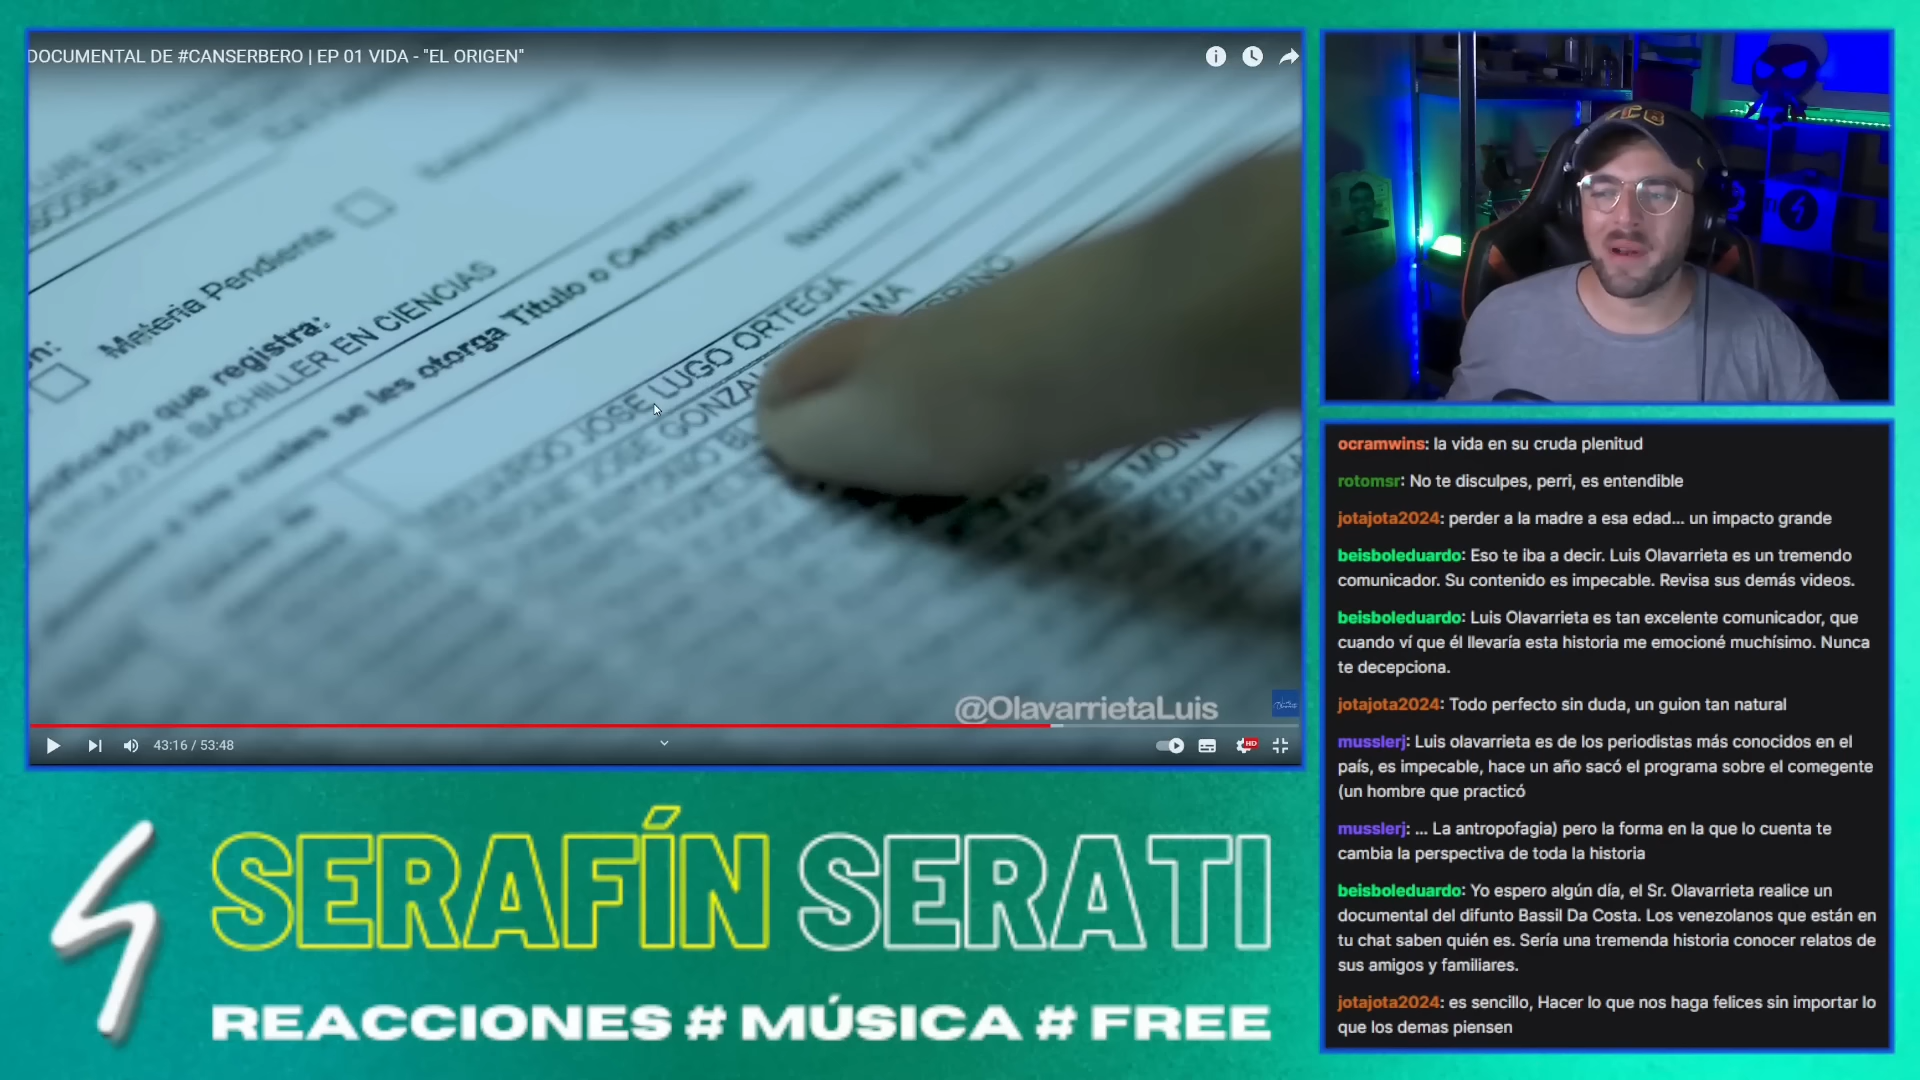 DOCUMENTAL DE #CANSERBERO | EP 01 VIDA - "EL ORIGEN"
Materia Pendiente
que registra:
TITULO DE BACHILLER EN CIENCIAS
a los cuales se les otorga Título o Certificado
Nombres y
EDUARDO JOSE LUGO ORTEGA
JOSE
ANTONIO
@OlavarrietaLuis
43:16 / 53:48
HD
SERAFÍN SERATI
REACCIONES # MÚSICA # FREE
ocramwins: la vida en su cruda plenitud
rotomsr: No te disculpes, perri, es entendible
jotajota2024: perder a la madre a esa edad... un impacto grande
beisboleduardo: Eso te iba a decir. Luis Olavarrieta es un tremendo
comunicador. Su contenido es impecable. Revisa sus demás videos.
beisboleduardo: Luis Olavarrieta es tan excelente comunicador, que
cuando ví que él llevaría esta historia me emocioné muchísimo. Nunca
te decepciona.
jotajota2024: Todo perfecto sin duda, un guion tan natural
musslerj: Luis olavarrieta es de los periodistas más conocidos en el
país, es impecable, hace un año sacó el programa sobre el comegente
(un hombre que practicó
musslerj: ... La antropofagia) pero la forma en la que lo cuenta te
cambia la perspectiva de toda la historia
beisboleduardo: Yo espero algún día, el Sr. Olavarrieta realice un
documental del difunto Bassil Da Costa. Los venezolanos que están en
tu chat saben quién es. Sería una tremenda historia conocer relatos de
sus amigos y familiares.
jotajota2024: es sencillo, Hacer lo que nos haga felices sin importar lo
que los demas piensen